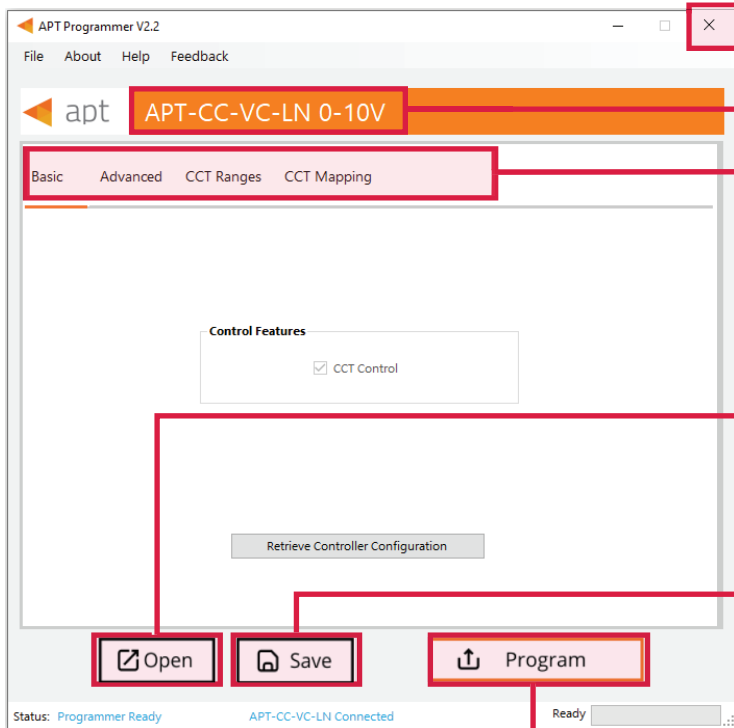 APT Programmer V2.2
File About Help Feedback
apt APT-CC-VC-LN 0-10V
Basic Advanced CCT Ranges CCT Mapping
Control Features
CCT Control
Retrieve Controller Configuration
Open Save Program
Status: Programmer Ready APT-CC-VC-LN Connected Ready